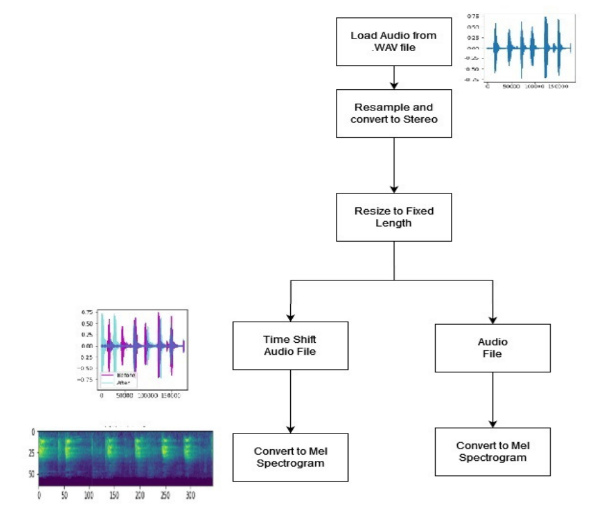 Load Audio from
.WAV file
0.75
0.50
0.25
0.00
-0.25
-0.50
-0.75
0 50000 100000 150000
Resample and
convert to Stereo
Resize to Fixed
Length
0.75
0.50
0.25
0.00
-0.25
-0.50
-0.75
Before
After
0 50000 100000 150000
Time Shift
Audio File
Audio
File
0
25
50
0 50 100 150 200 250 300
Convert to Mel
Spectrogram
Convert to Mel
Spectrogram